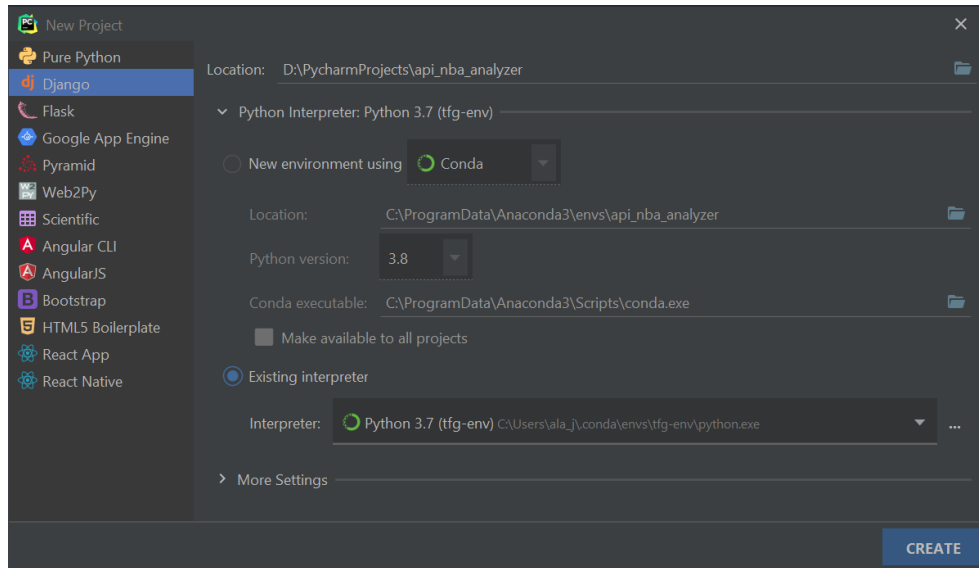 New Project
Pure Python
Django
Flask
Google App Engine
Pyramid
Web2Py
Scientific
Angular CLI
AngularJS
Bootstrap
HTML5 Boilerplate
React App
React Native
Location: D:\PycharmProjects\api_nba_analyzer
Python Interpreter: Python 3.7 (tfg-env)
New environment using Conda
Location: C:\ProgramData\Anaconda3\envs\api_nba_analyzer
Python version: 3.8
Conda executable: C:\ProgramData\Anaconda3\Scripts\conda.exe
Make available to all projects
Existing interpreter
Interpreter: Python 3.7 (tfg-env) C:\Users\ala_j\.conda\envs\tfg-env\python.exe
...
More Settings
CREATE